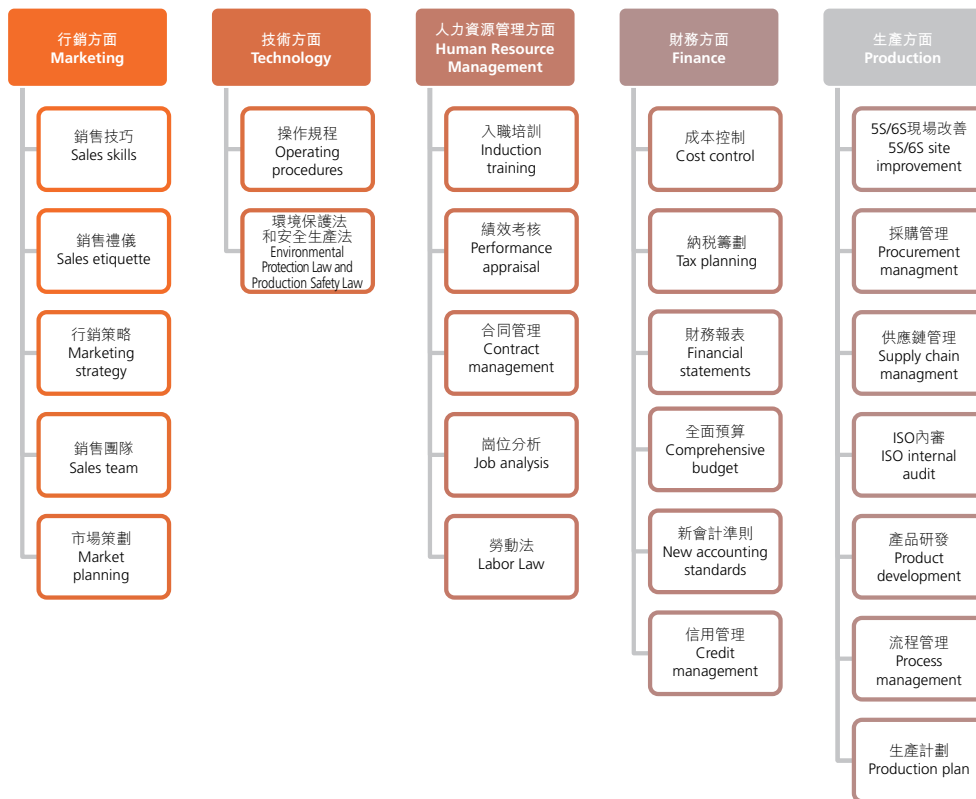 行銷方面
Marketing
銷售技巧
Sales skills
銷售禮儀
Sales etiquette
行銷策略
Marketing
strategy
銷售團隊
Sales team
市場策劃
Market
planning
技術方面
Technology
操作規程
Operating
procedures
環境保護法
和安全生產法
Environmental
Protection Law and
Production Safety Law
人力資源管理方面
Human Resource
Management
入職培訓
Induction
training
績效考核
Performance
appraisal
合同管理
Contract
management
崗位分析
Job analysis
勞動法
Labor Law
財務方面
Finance
成本控制
Cost control
納稅籌劃
Tax planning
財務報表
Financial
statements
全面預算
Comprehensive
budget
新會計準則
New accounting
standards
信用管理
Credit
management
生產方面
Production
5S/6S現場改善
5S/6S site
improvement
採購管理
Procurement
managment
供應鏈管理
Supply chain
managment
ISO內審
ISO internal
audit
產品研發
Product
development
流程管理
Process
management
生產計劃
Production plan